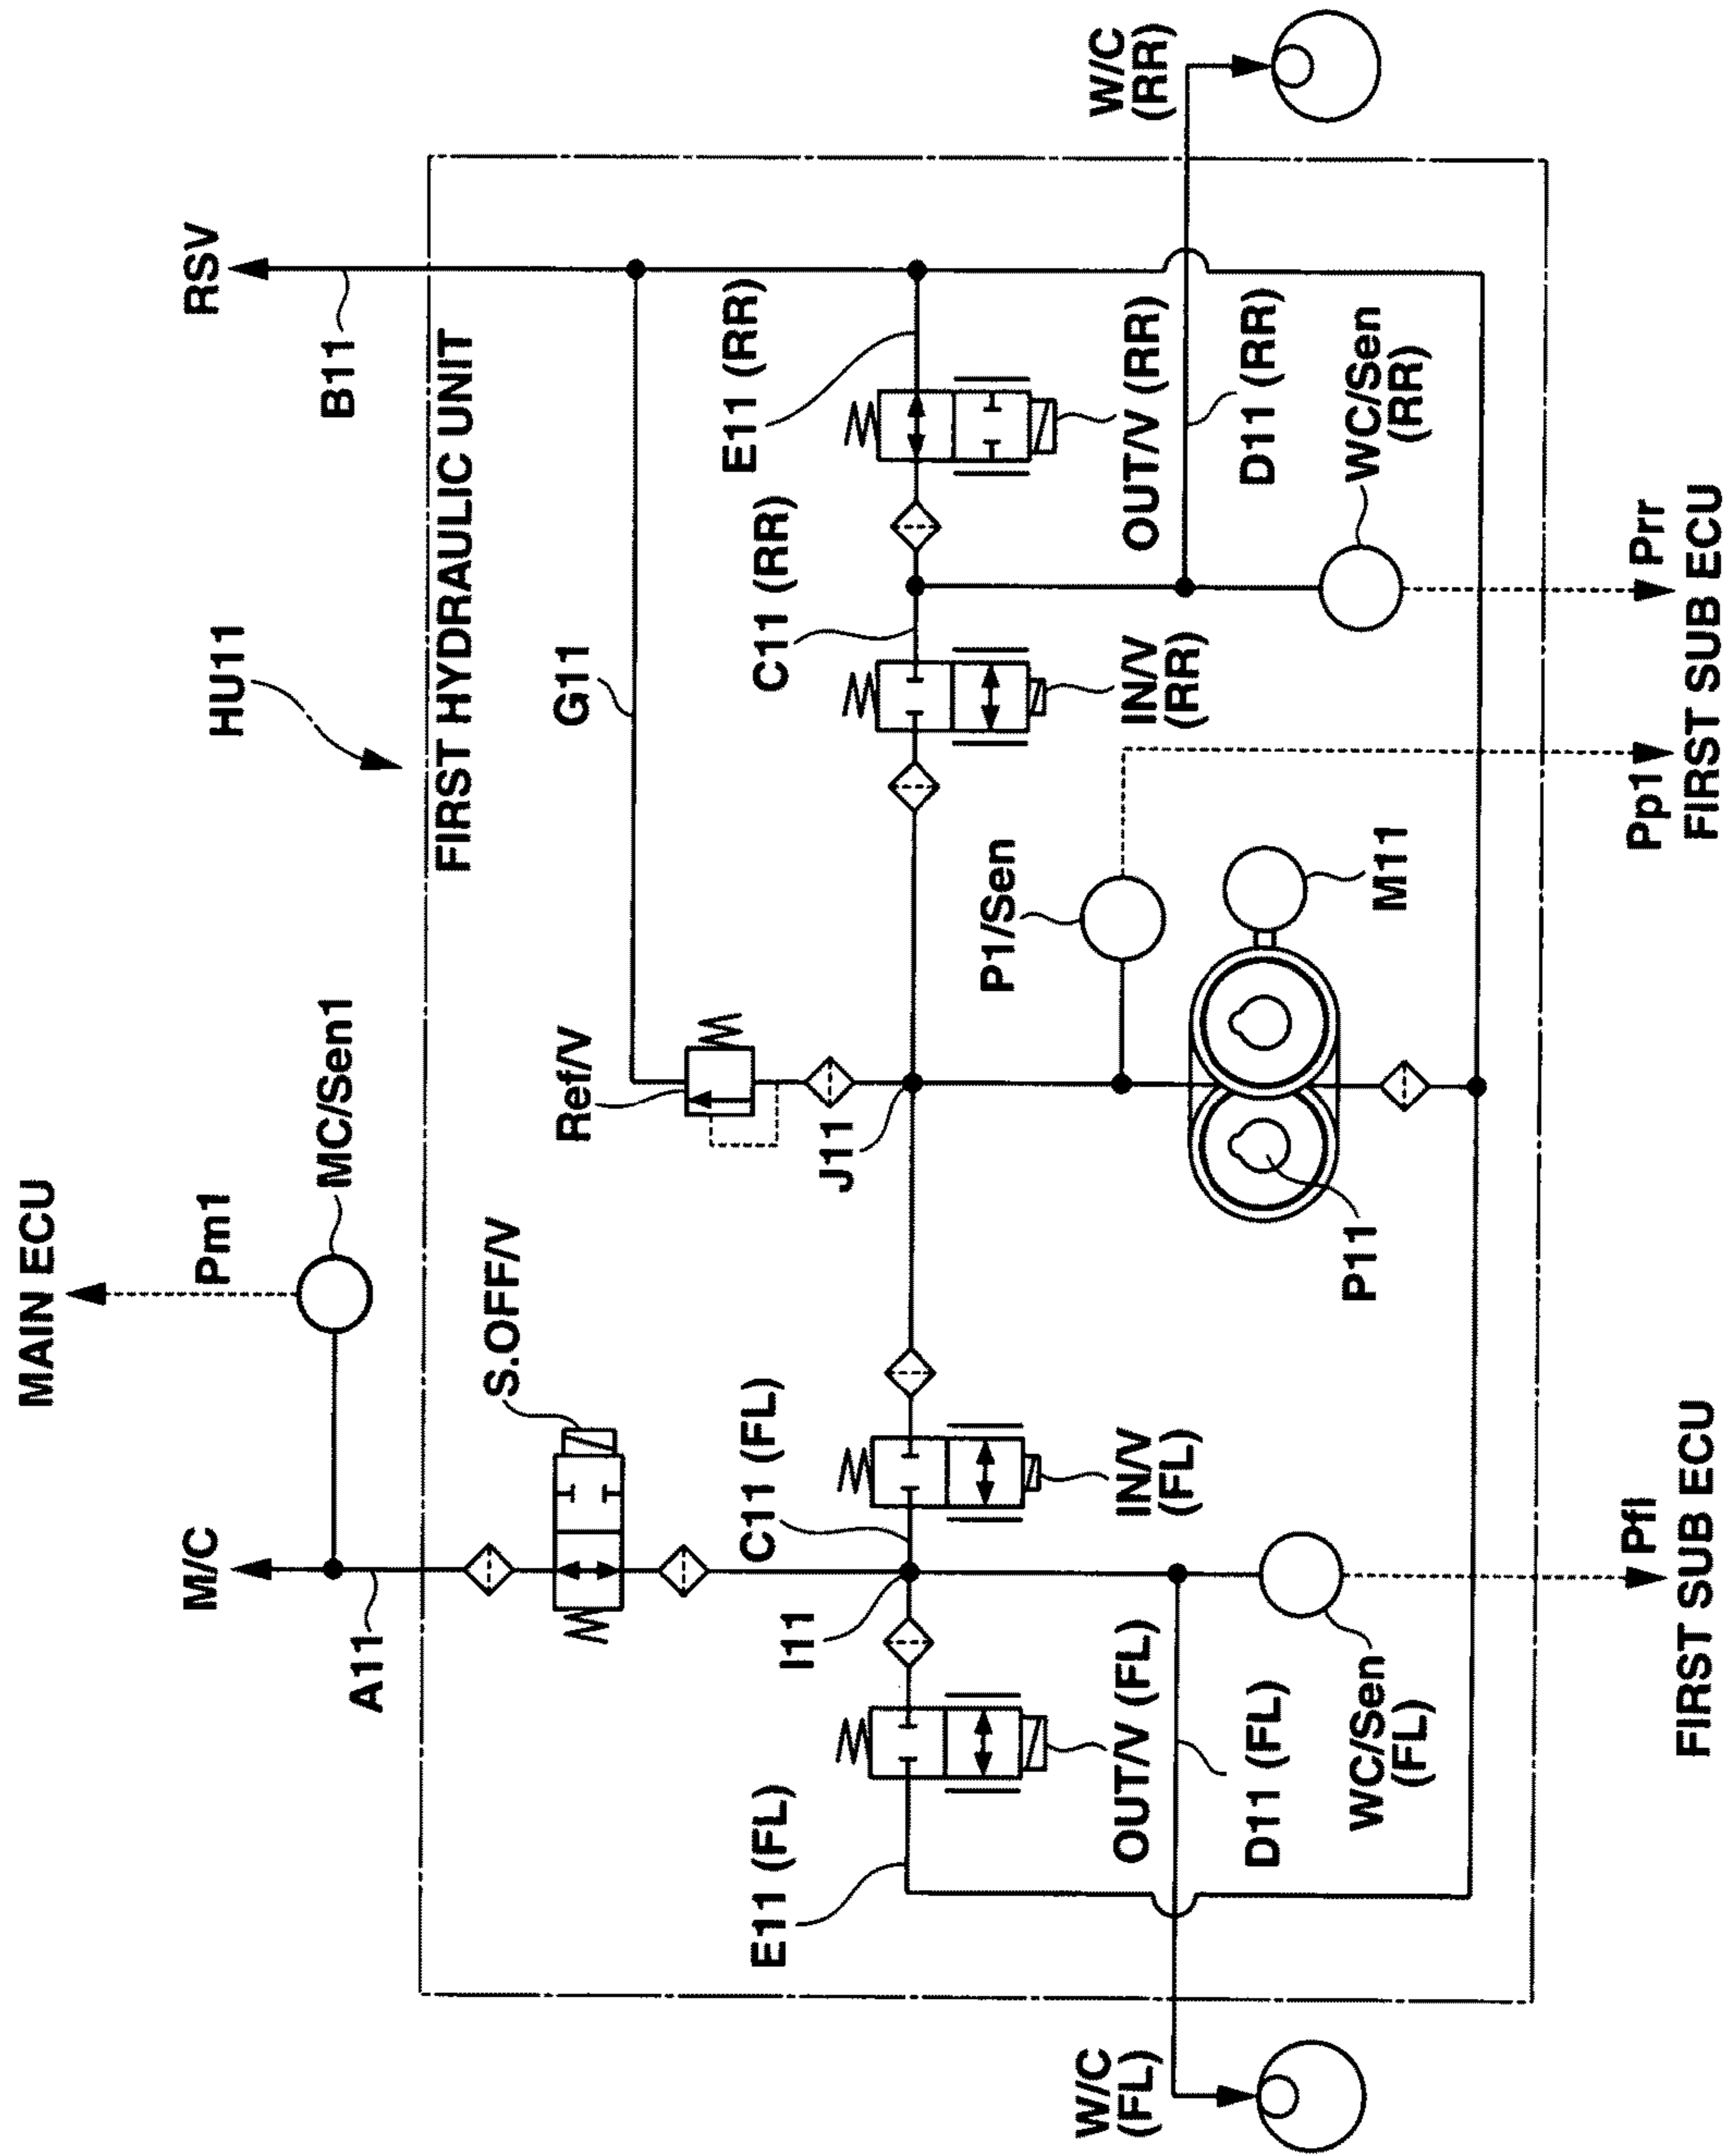 MAIN ECU
Pm1
MC/Sen1
M/C
A11
S.OFF/V
HU11
RSV
B11
FIRST HYDRAULIC UNIT
G11
Ref/V
J11
I11
C11 (FL)
C11 (RR)
E11 (FL)
E11 (RR)
IN/V
(FL)
IN/V
(RR)
OUT/V (FL)
OUT/V (RR)
P1/Sen
M11
P11
D11 (FL)
D11 (RR)
W/C
(FL)
W/C
(RR)
WC/Sen
(FL)
WC/Sen
(RR)
Pfl
FIRST SUB ECU
Pp1
Prr
FIRST SUB ECU